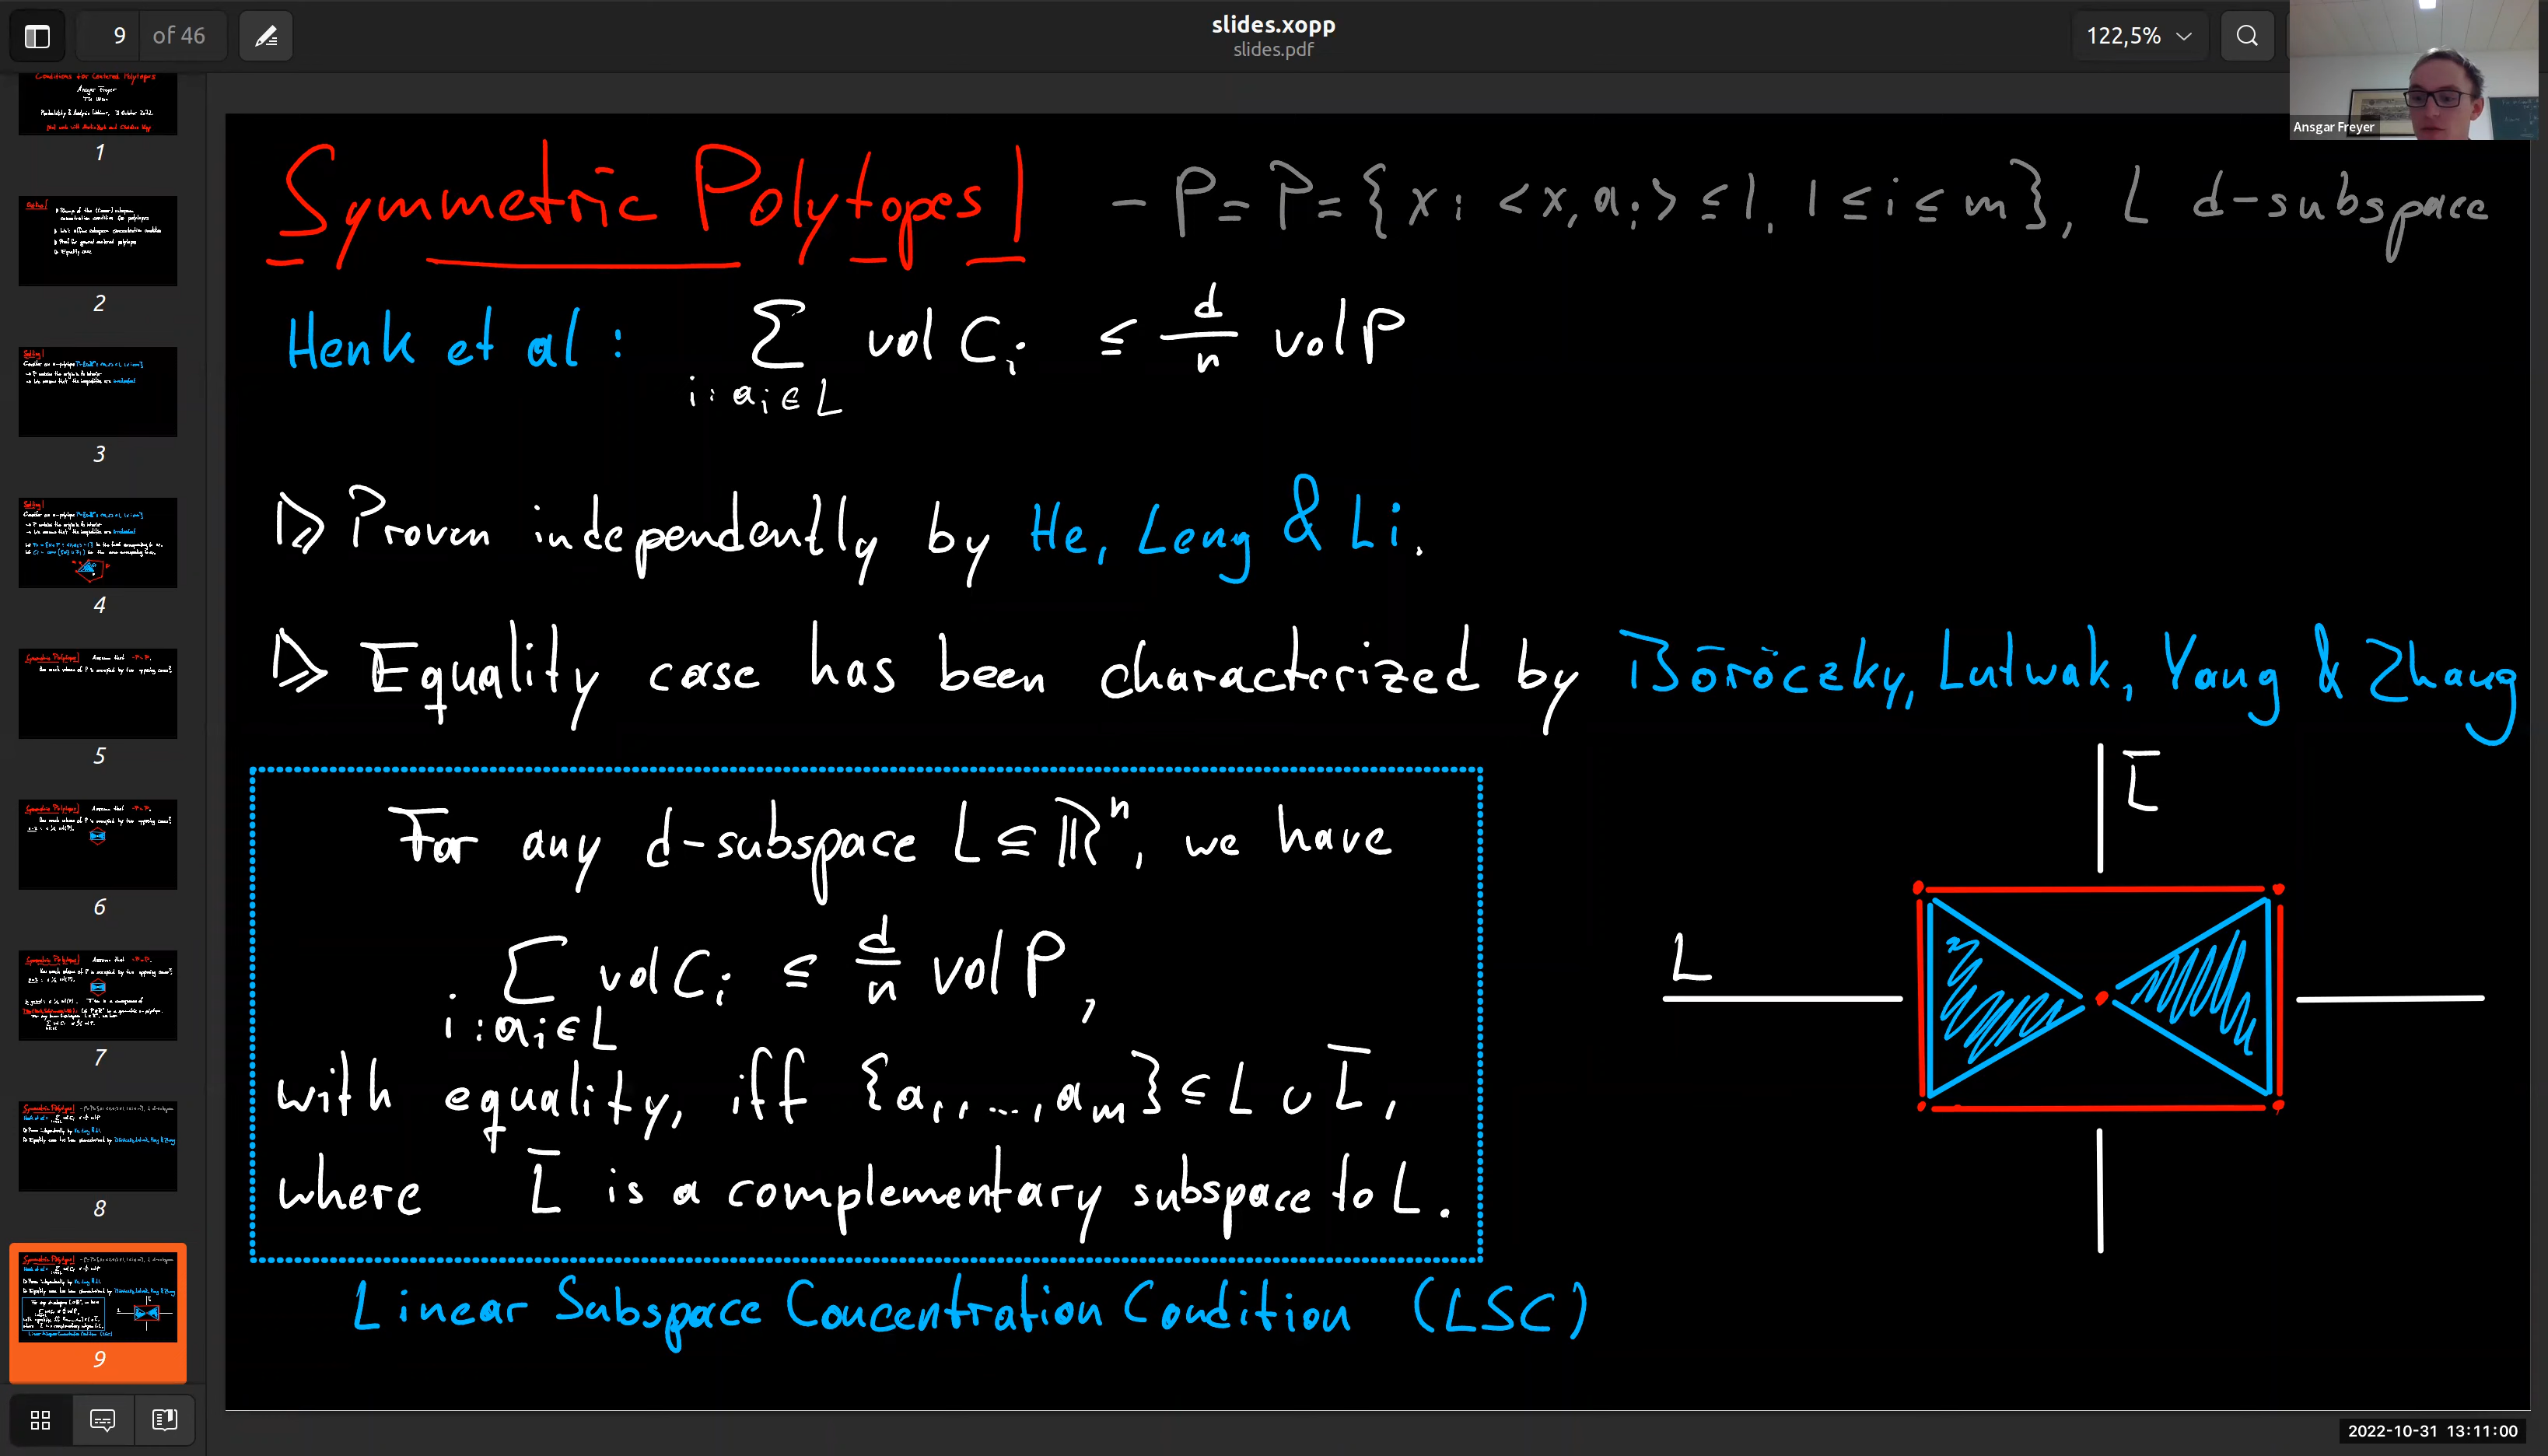 9 of 46
slides.xopp
slides.pdf
122,5%
Ansgar Freyer
1
2
3
4
5
6
7
8
9
Symmetric Polytopes | -P = P = {x : <x, a_i> ≤ 1, 1 ≤ i ≤ m}, L d-subspace
Henk et al : Σ_{i : a_i ∈ L} vol C_i ≤ d/n vol P
▷ Proven independently by He, Leng & Li.
▷ Equality case has been characterized by Böröczky, Lutwak, Yang & Zhang
For any d-subspace L ⊆ ℝ^n, we have
Σ_{i : a_i ∈ L} vol C_i ≤ d/n vol P,
with equality, iff {a_1, ..., a_m} ⊆ L ∪ L̄,
where L̄ is a complementary subspace to L.
Linear Subspace Concentration Condition (LSC)
L̄
L
2022-10-31 13:11:00